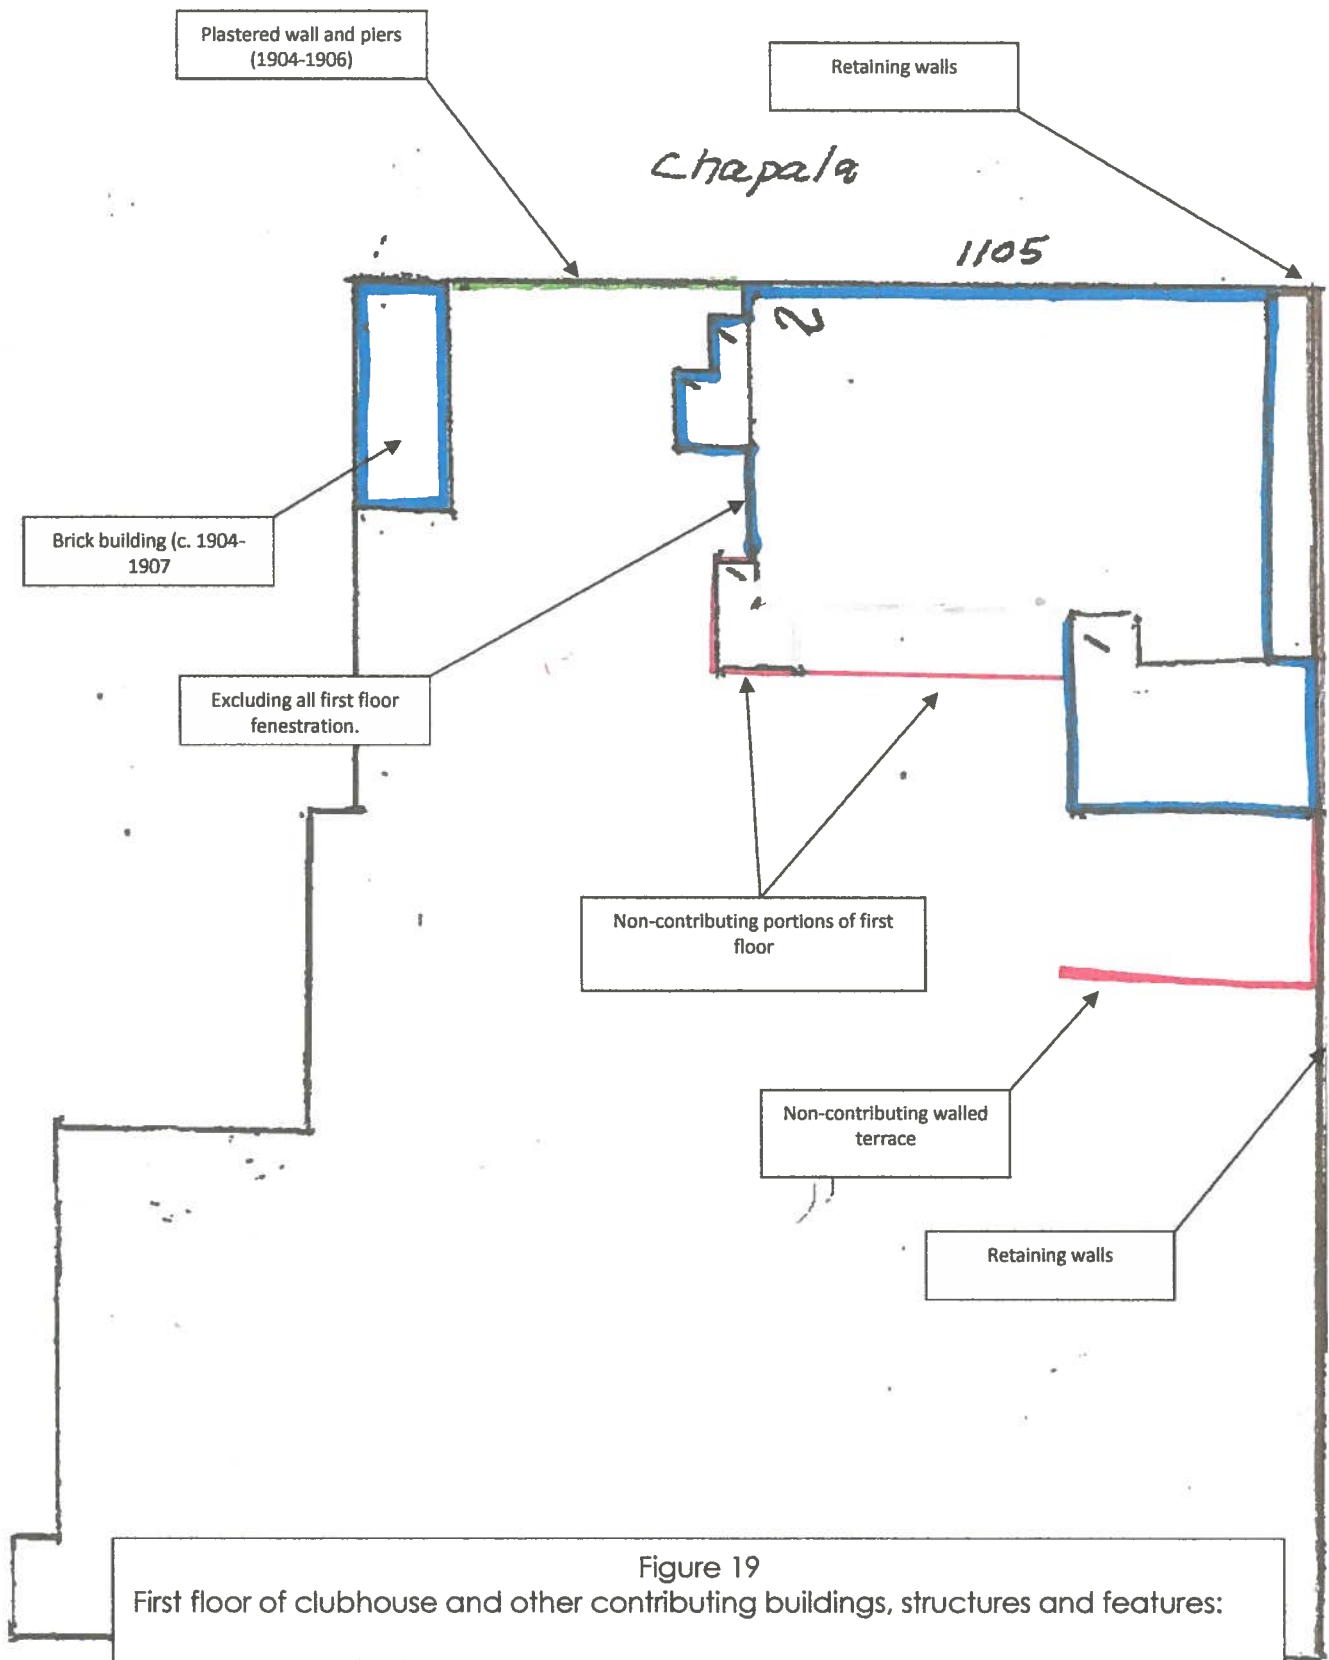 Plastered wall and piers
(1904-1906)
Retaining walls
Chapala
1105
2
1
1
Brick building (c. 1904-
1907
1
1
Excluding all first floor
fenestration.
Non-contributing portions of first
floor
Non-contributing walled
terrace
Retaining walls
Figure 19
First floor of clubhouse and other contributing buildings, structures and features: